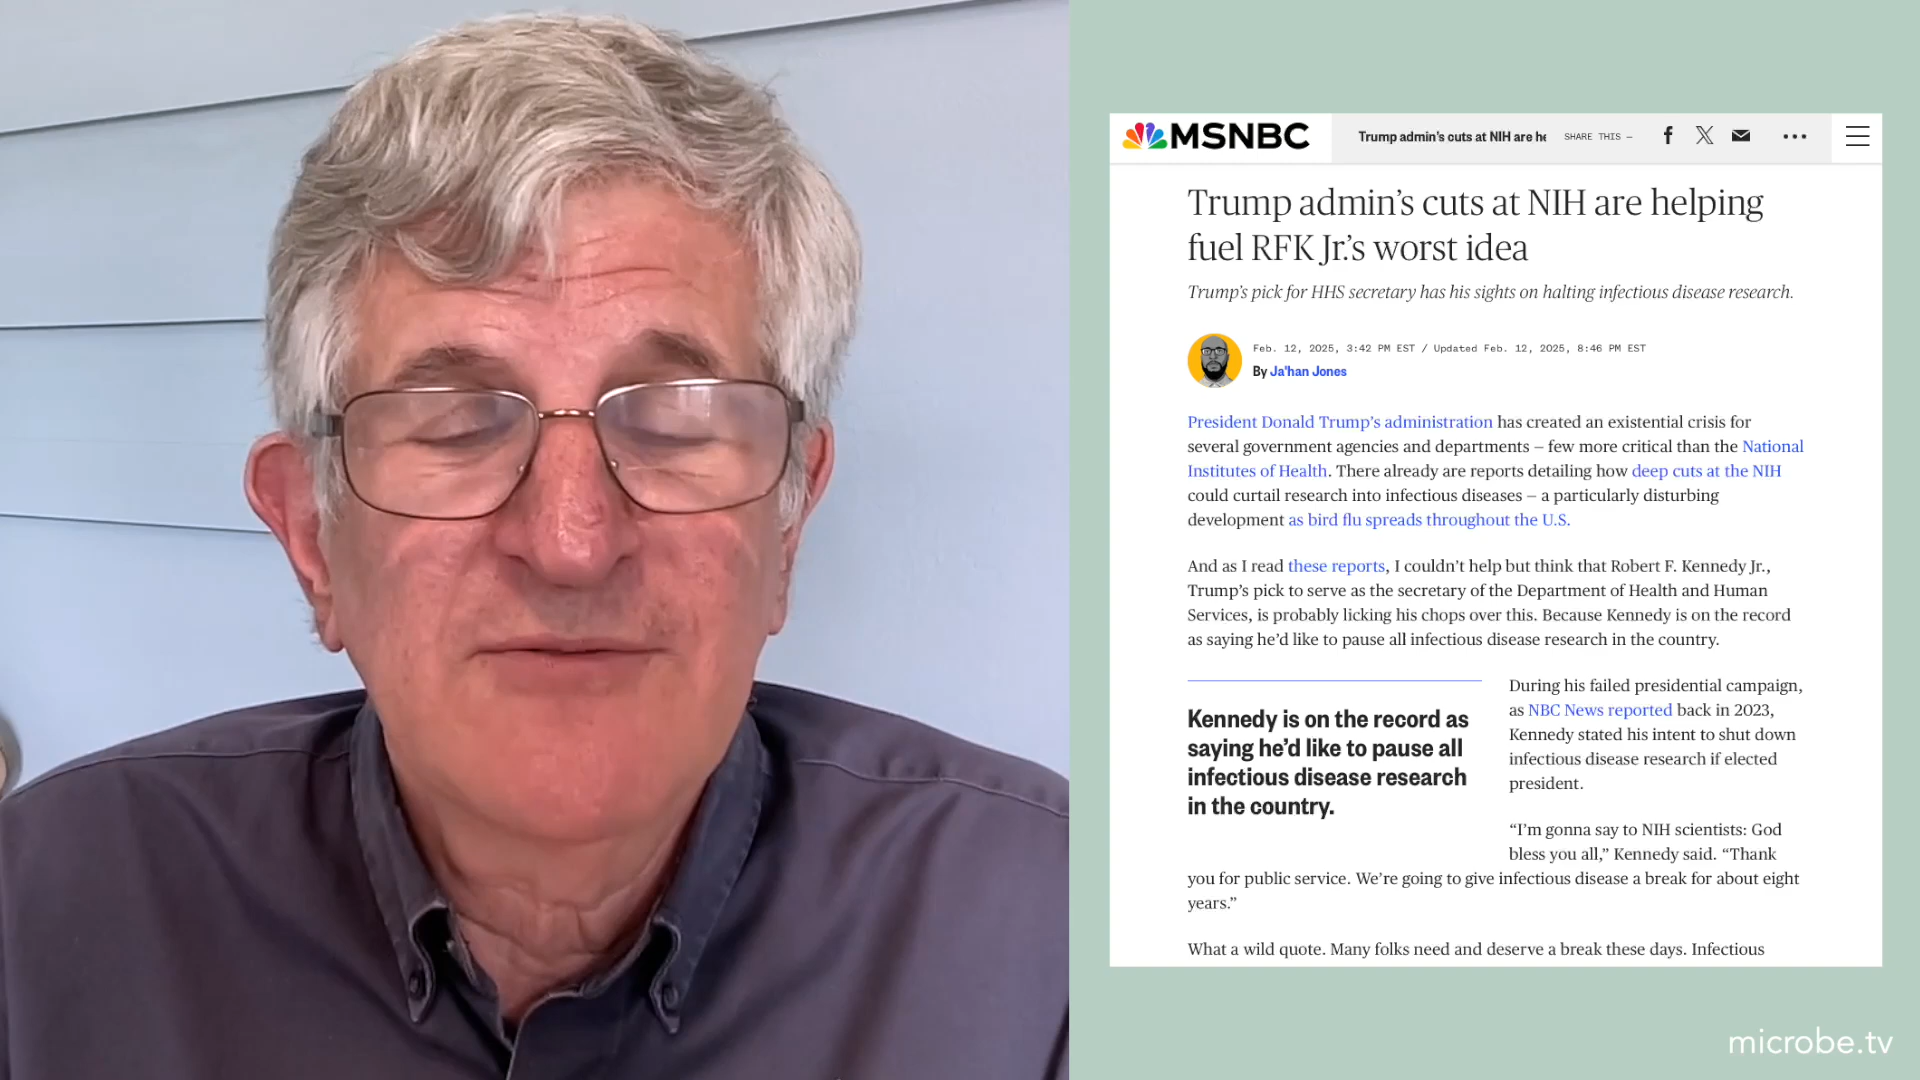 MSNBC
Trump admin's cuts at NIH are he
SHARE THIS —
Trump admin's cuts at NIH are helping
fuel RFK Jr.'s worst idea
Trump's pick for HHS secretary has his sights on halting infectious disease research.
Feb. 12, 2025, 3:42 PM EST / Updated Feb. 12, 2025, 8:46 PM EST
By Ja'han Jones
President Donald Trump's administration has created an existential crisis for
several government agencies and departments — few more critical than the National
Institutes of Health. There already are reports detailing how deep cuts at the NIH
could curtail research into infectious diseases — a particularly disturbing
development as bird flu spreads throughout the U.S.
And as I read these reports, I couldn't help but think that Robert F. Kennedy Jr.,
Trump's pick to serve as the secretary of the Department of Health and Human
Services, is probably licking his chops over this. Because Kennedy is on the record
as saying he'd like to pause all infectious disease research in the country.
Kennedy is on the record as
saying he'd like to pause all
infectious disease research
in the country.
During his failed presidential campaign,
as NBC News reported back in 2023,
Kennedy stated his intent to shut down
infectious disease research if elected
president.
“I'm gonna say to NIH scientists: God
bless you all,” Kennedy said. “Thank
you for public service. We're going to give infectious disease a break for about eight
years.”
What a wild quote. Many folks need and deserve a break these days. Infectious
microbe.tv